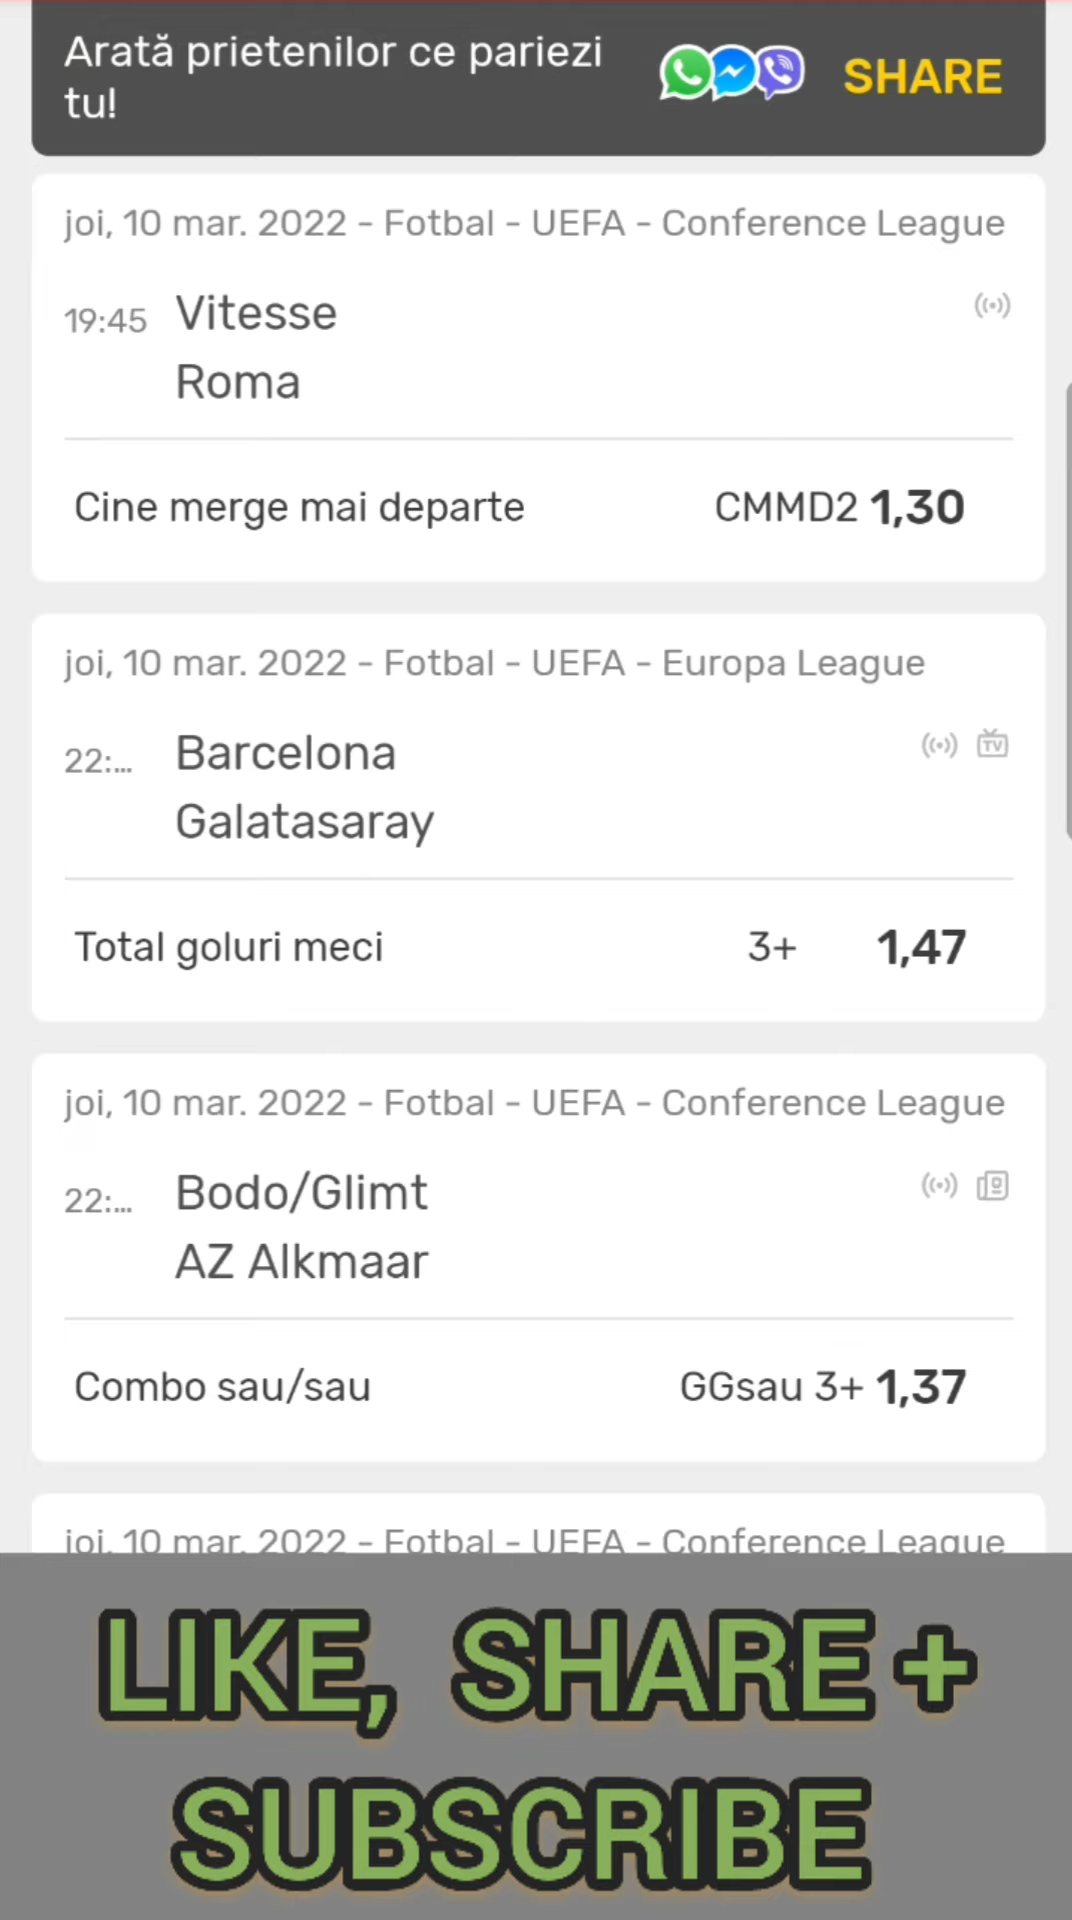 Arată prietenilor ce pariezi
tu!
SHARE
joi, 10 mar. 2022 - Fotbal - UEFA - Conference League
19:45 Vitesse
Roma
Cine merge mai departe CMMD2 1,30
joi, 10 mar. 2022 - Fotbal - UEFA - Europa League
22:... Barcelona
TV
Galatasaray
Total goluri meci 3+ 1,47
joi, 10 mar. 2022 - Fotbal - UEFA - Conference League
22:... Bodo/Glimt
AZ Alkmaar
Combo sau/sau GGsau 3+ 1,37
joi, 10 mar. 2022 - Fotbal - UEFA - Conference League
LIKE, SHARE +
SUBSCRIBE